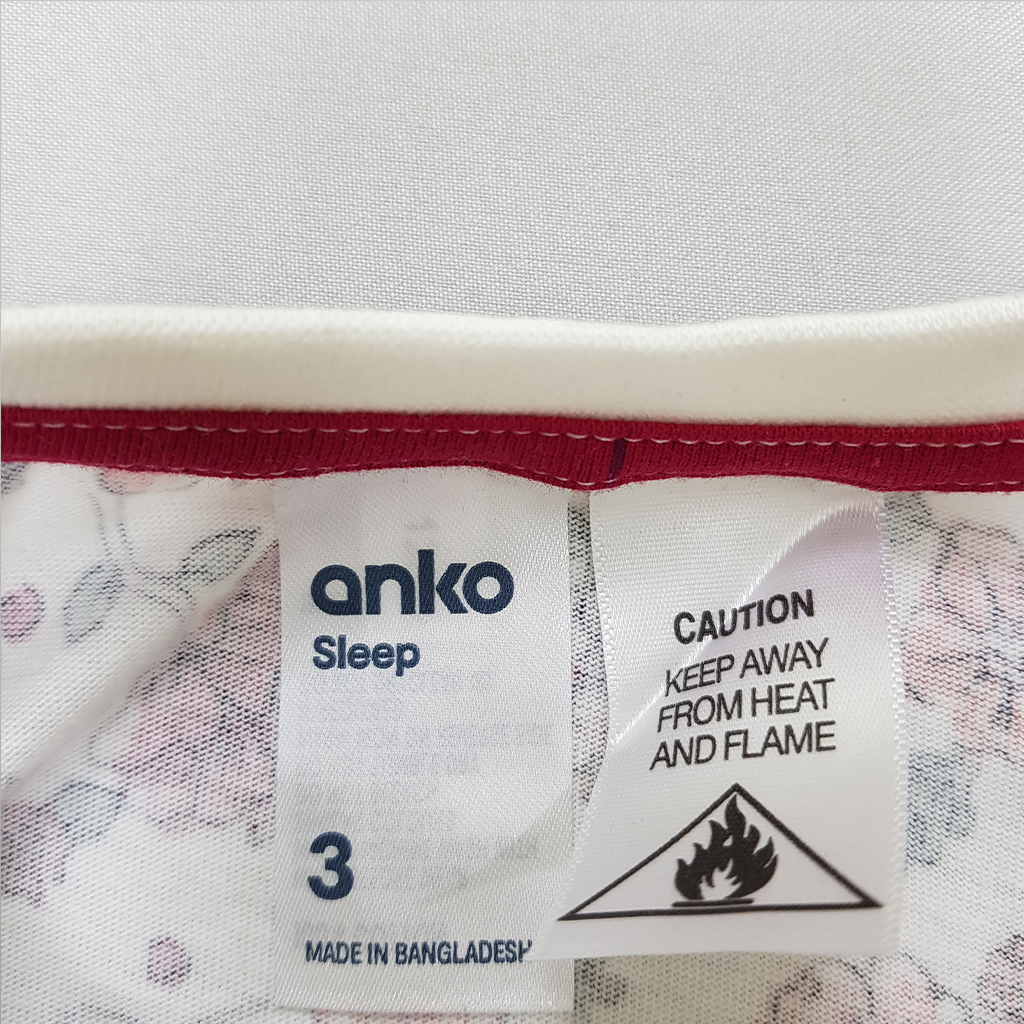 anko
Sleep
3
MADE IN BANGLADESH
CAUTION
KEEP AWAY
FROM HEAT
AND FLAME